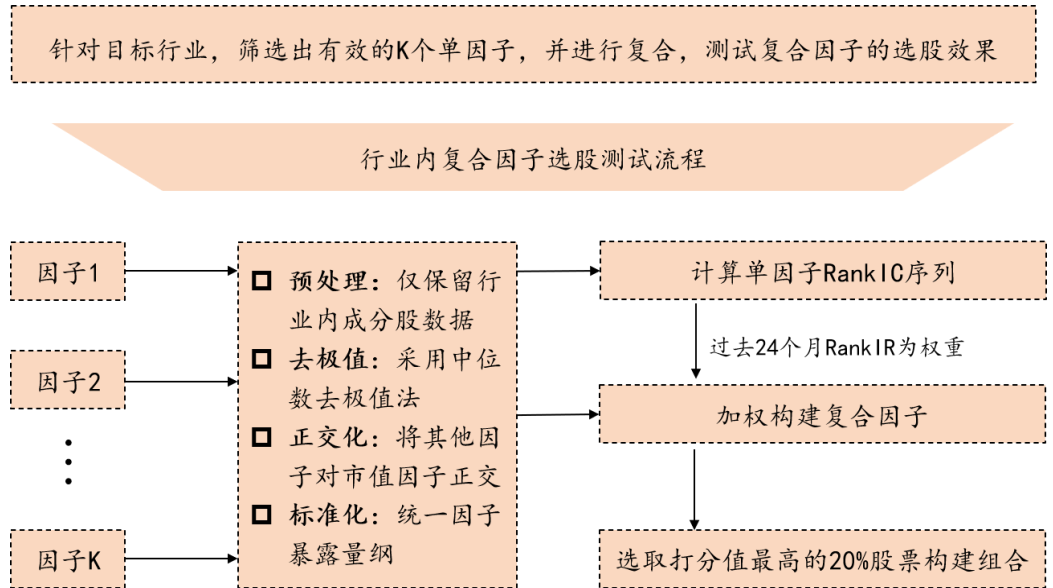 针对目标行业，筛选出有效的K个单因子，并进行复合，测试复合因子的选股效果
行业内复合因子选股测试流程
因子1
因子2
因子K
预处理：仅保留行
业内成分股数据
去极值：采用中位
数去极值法
正交化：将其他因
子对市值因子正交
标准化：统一因子
暴露量纲
计算单因子RankIC序列
过去24个月RankIR为权重
加权构建复合因子
选取打分值最高的20%股票构建组合